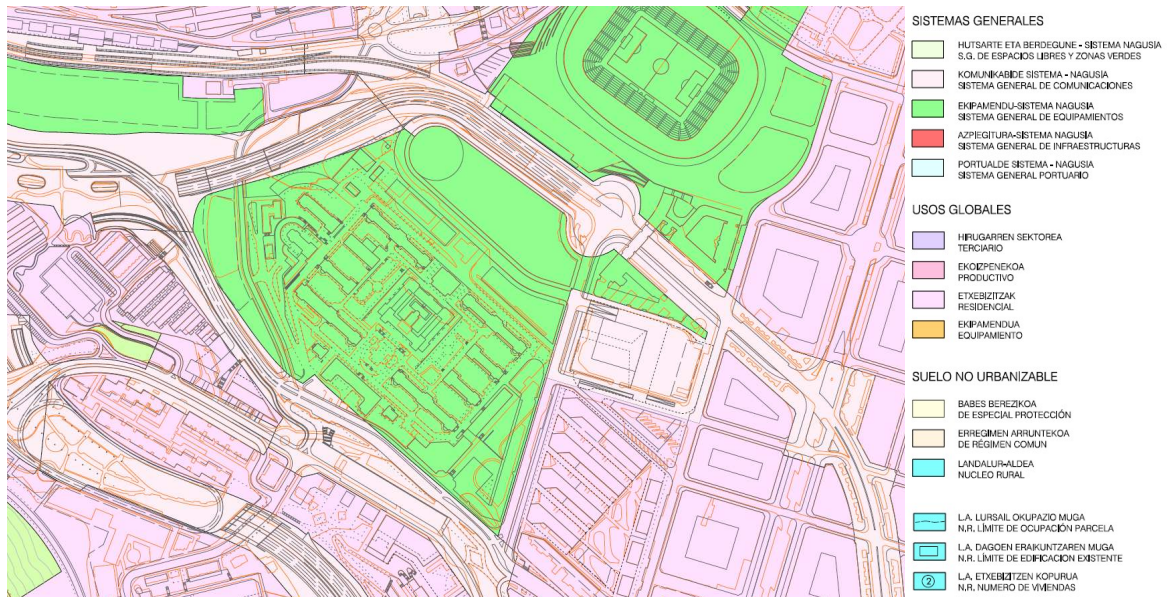 SISTEMAS GENERALES
HUTSARTE ETA BERDEGUNE - SISTEMA NAGUSIA
S.G. DE ESPACIOS LIBRES Y ZONAS VERDES
KOMUNIKABIDE SISTEMA - NAGUSIA
SISTEMA GENERAL DE COMUNICACIONES
EKIPAMENDU-SISTEMA NAGUSIA
SISTEMA GENERAL DE EQUIPAMIENTOS
AZPIEGITURA-SISTEMA NAGUSIA
SISTEMA GENERAL DE INFRAESTRUCTURAS
PORTUALDE SISTEMA - NAGUSIA
SISTEMA GENERAL PORTUARIO
USOS GLOBALES
HIRUGARREN SEKTOREA
TERCIARIO
EKOIZPENEKOA
PRODUCTIVO
ETXEBIZITZAK
RESIDENCIAL
EKIPAMENDUA
EQUIPAMIENTO
SUELO NO URBANIZABLE
BABES BEREZIKOA
DE ESPECIAL PROTECCIÓN
ERREGIMEN ARRUNTEKOA
DE RÉGIMEN COMUN
LANDALUR-ALDEA
NUCLEO RURAL
L.A. LURSAIL OKUPAZIO MUGA
N.R. LÍMITE DE OCUPACIÓN PARCELA
L.A. DAGOEN ERAIKUNTZAREN MUGA
N.R. LÍMITE DE EDIFICACION EXISTENTE
2 L.A. ETXEBIZITZEN KOPURUA
N.R. NUMERO DE VIVIENDAS